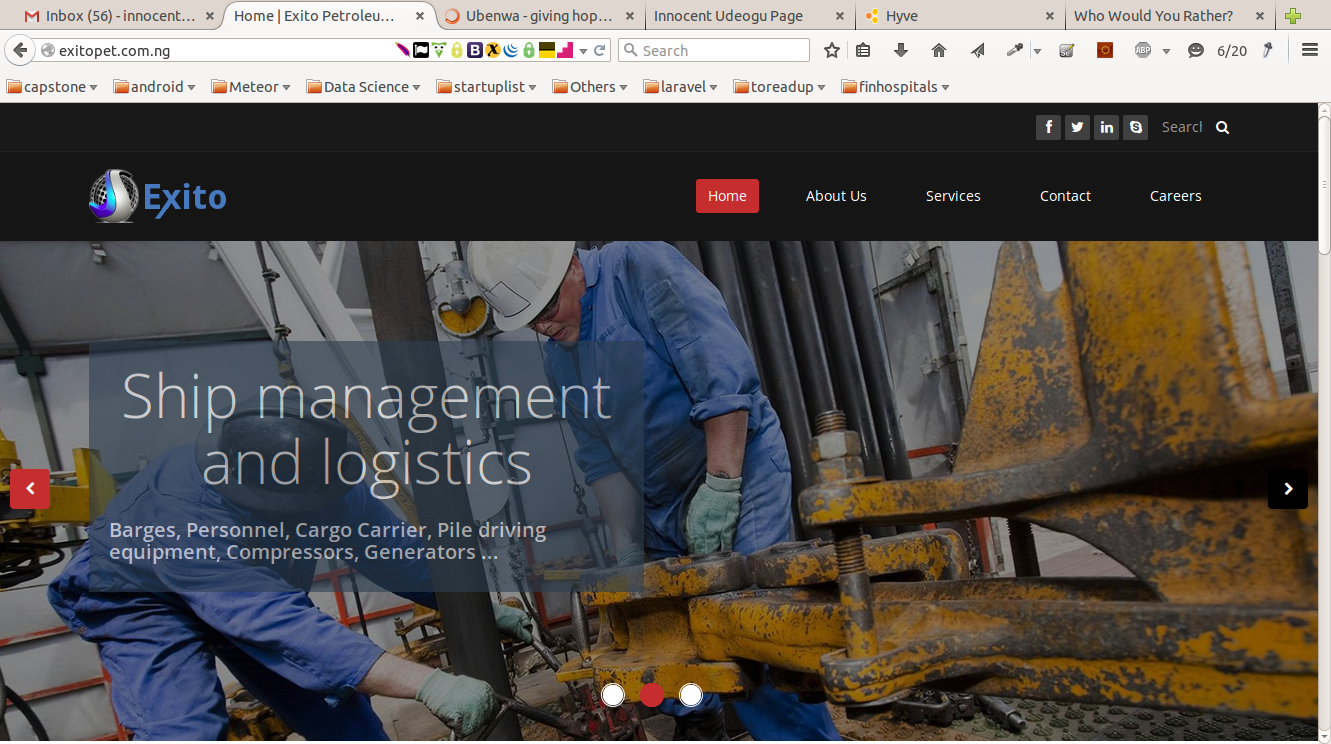 Inbox (56) - innocent...
Home | Exito Petroleu...
Ubenwa - giving hop...
Innocent Udeogu Page
Hyve
Who Would You Rather?
exitopet.com.ng
Search
ABP
6/20
capstone
android
Meteor
Data Science
startuplist
Others
laravel
toreadup
finhospitals
Searcl
Exito
Home
About Us
Services
Contact
Careers
Ship management
and logistics
Barges, Personnel, Cargo Carrier, Pile driving
equipment, Compressors, Generators ...